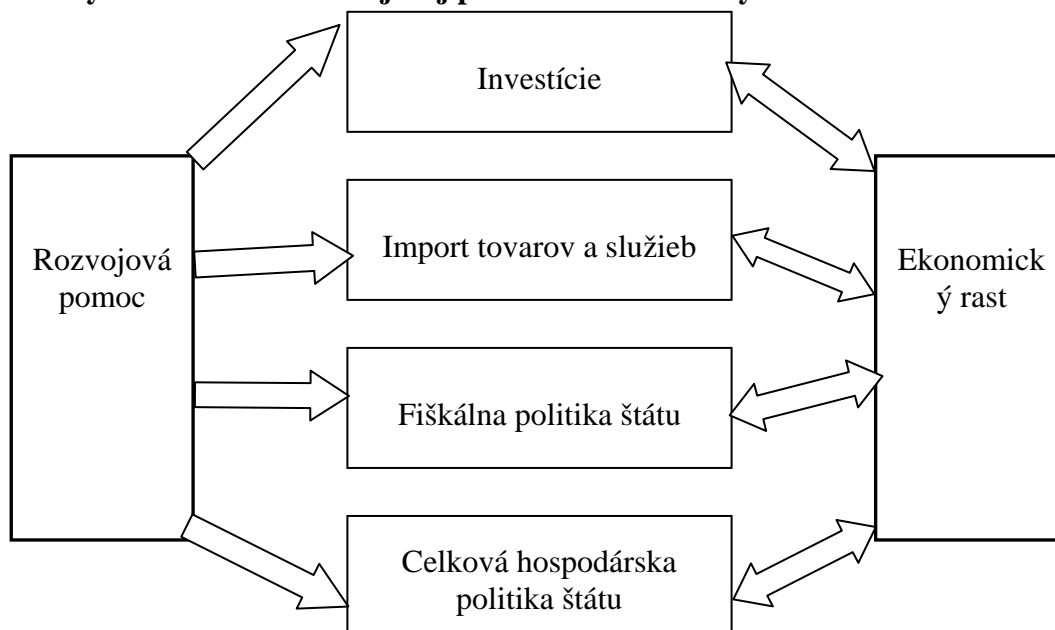 Investície
Import tovarov a služieb
Rozvojová
pomoc
Ekonomick
ý rast
Fiškálna politika štátu
Celková hospodárska
politika štátu